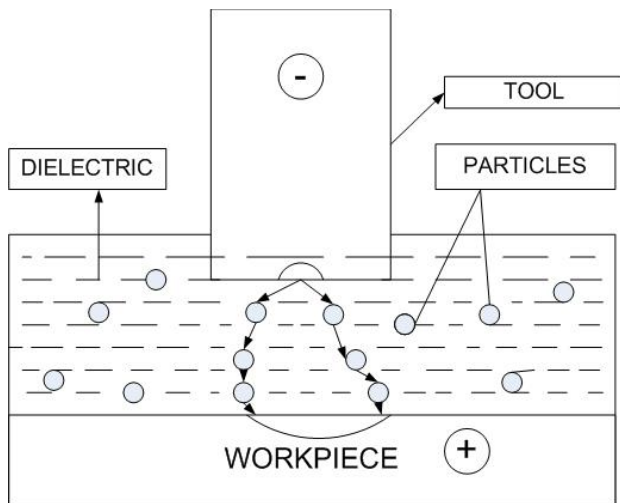 -
TOOL
DIELECTRIC
PARTICLES
WORKPIECE
+